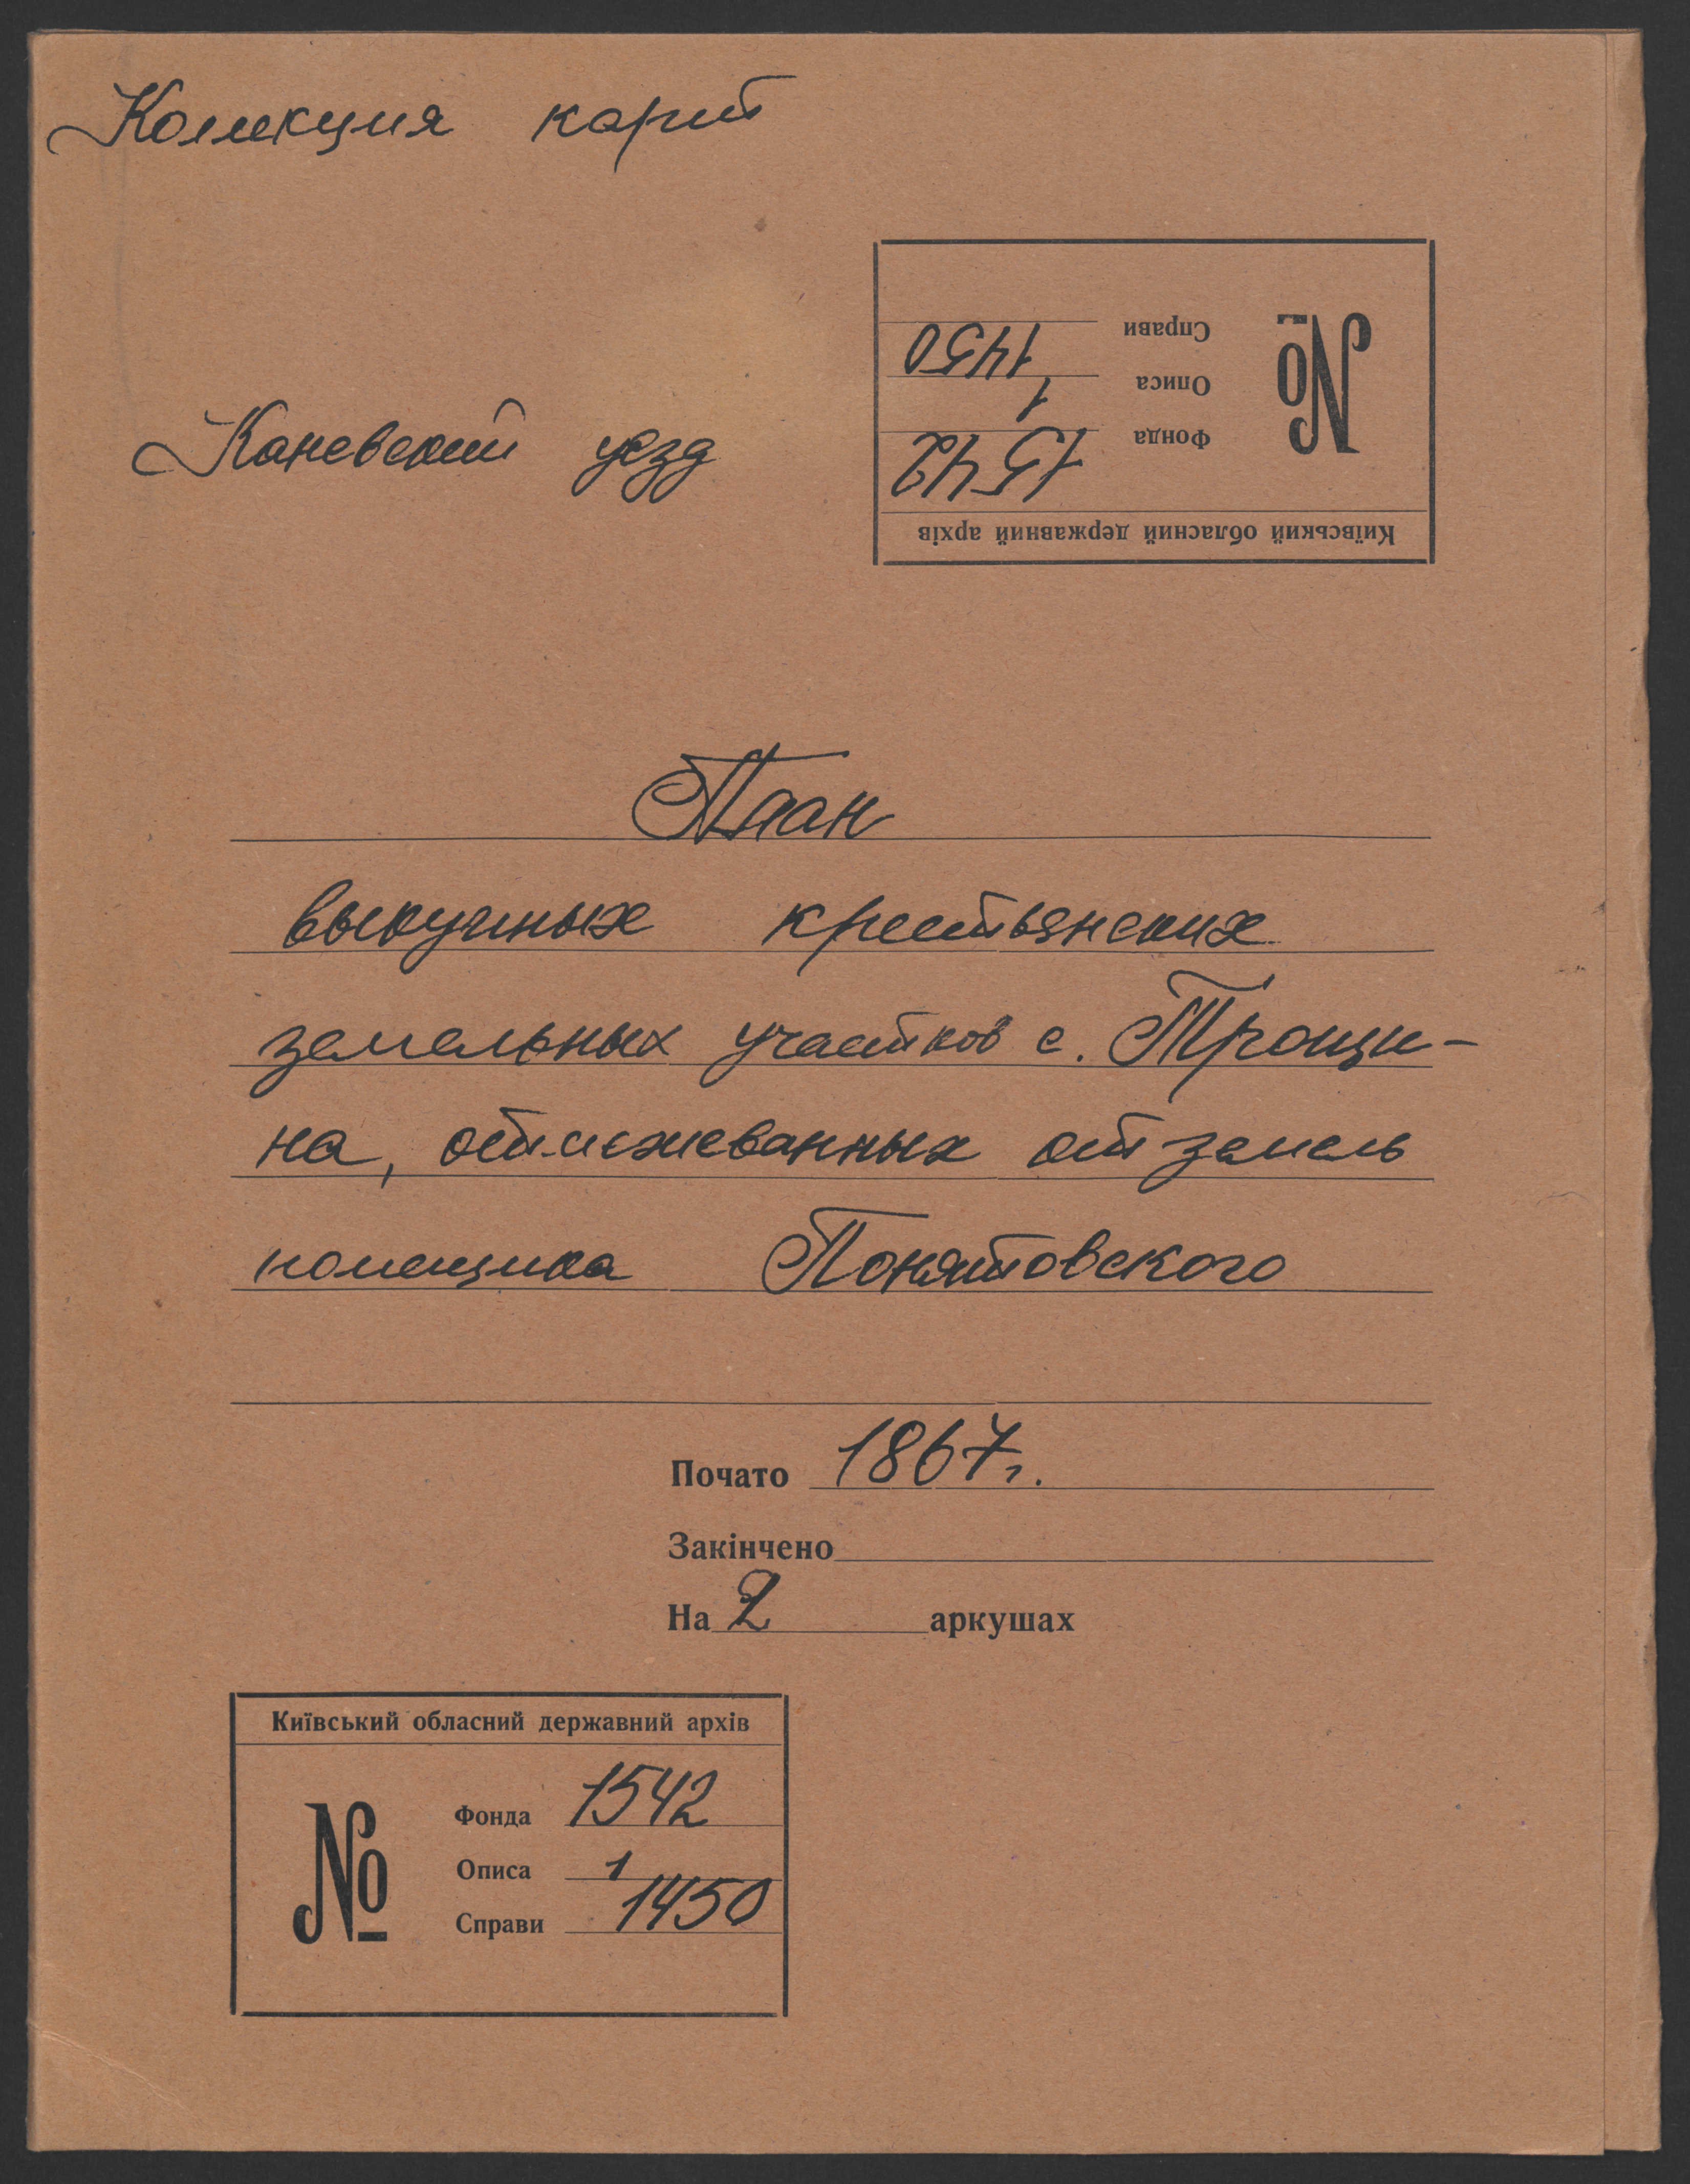 Коллекция карт
Каневский уезд
Київський обласний державний архів
№
Фонда 1542
Описа 1
Справи 1450
План
выкупных крестьянских
земельных участков с. Трощи-
на, отмежеванных от земель
помещика Понятовского
Почато 1867 г.
Закінчено
На 2 аркушах
Київський обласний державний архів
№
Фонда 1542
Описа 1
Справи 1450